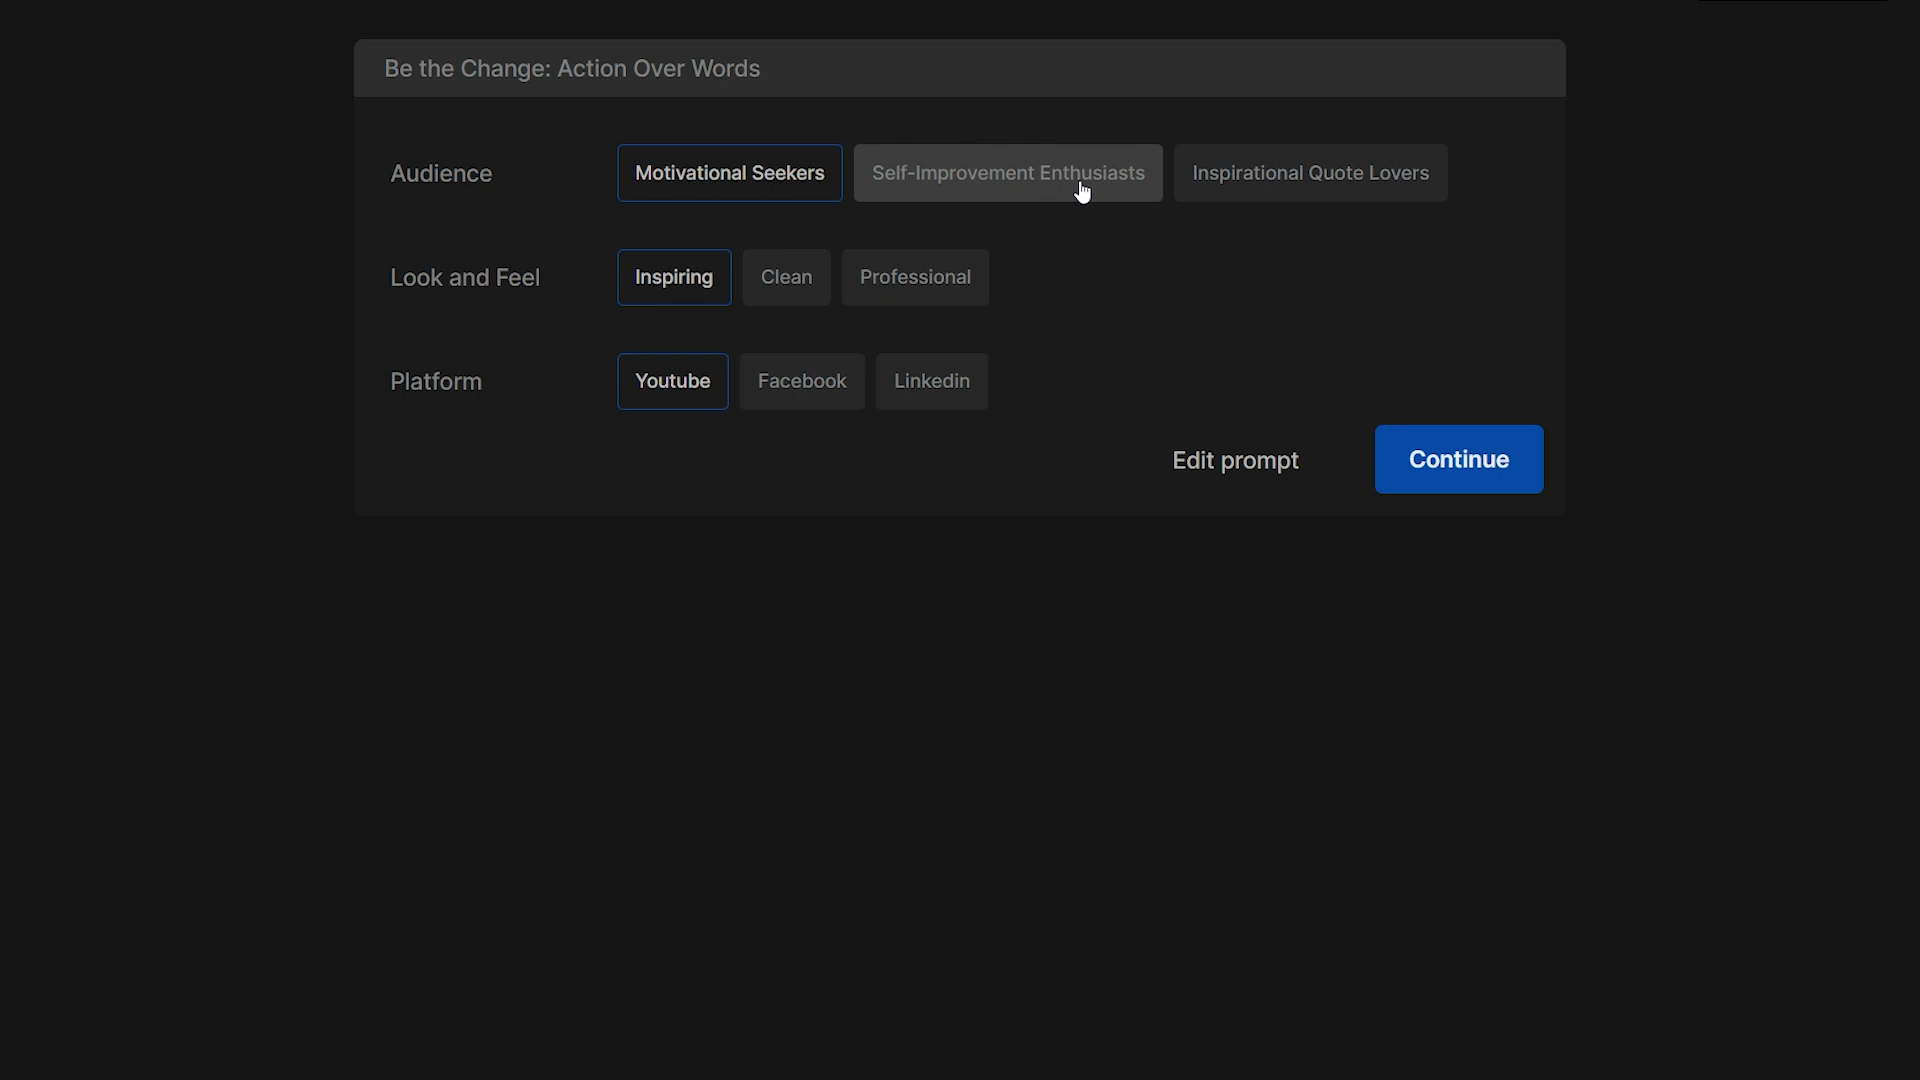 Be the Change: Action Over Words
Audience
Motivational Seekers
Self-Improvement Enthusiasts
Inspirational Quote Lovers
Look and Feel
Inspiring
Clean
Professional
Platform
Youtube
Facebook
Linkedin
Edit prompt
Continue